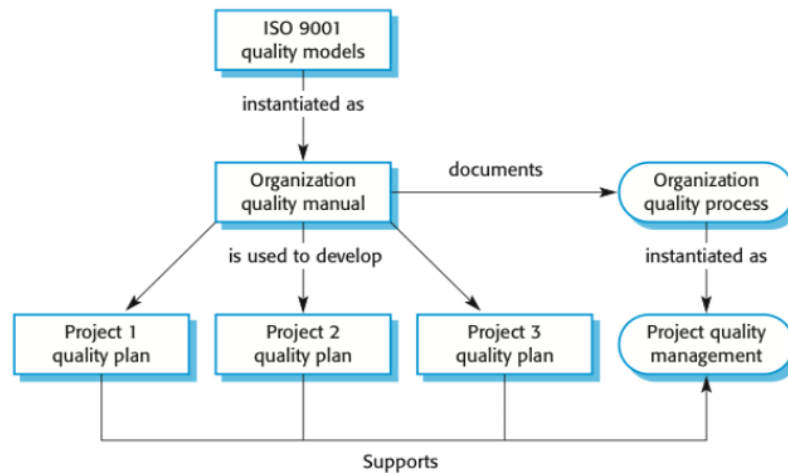 ISO 9001
quality models
instantiated as
documents
Organization
quality manual
Organization
quality process
is used to develop
instantiated as
Project 1
quality plan
Project 2
quality plan
Project 3
quality plan
Project quality
management
Supports